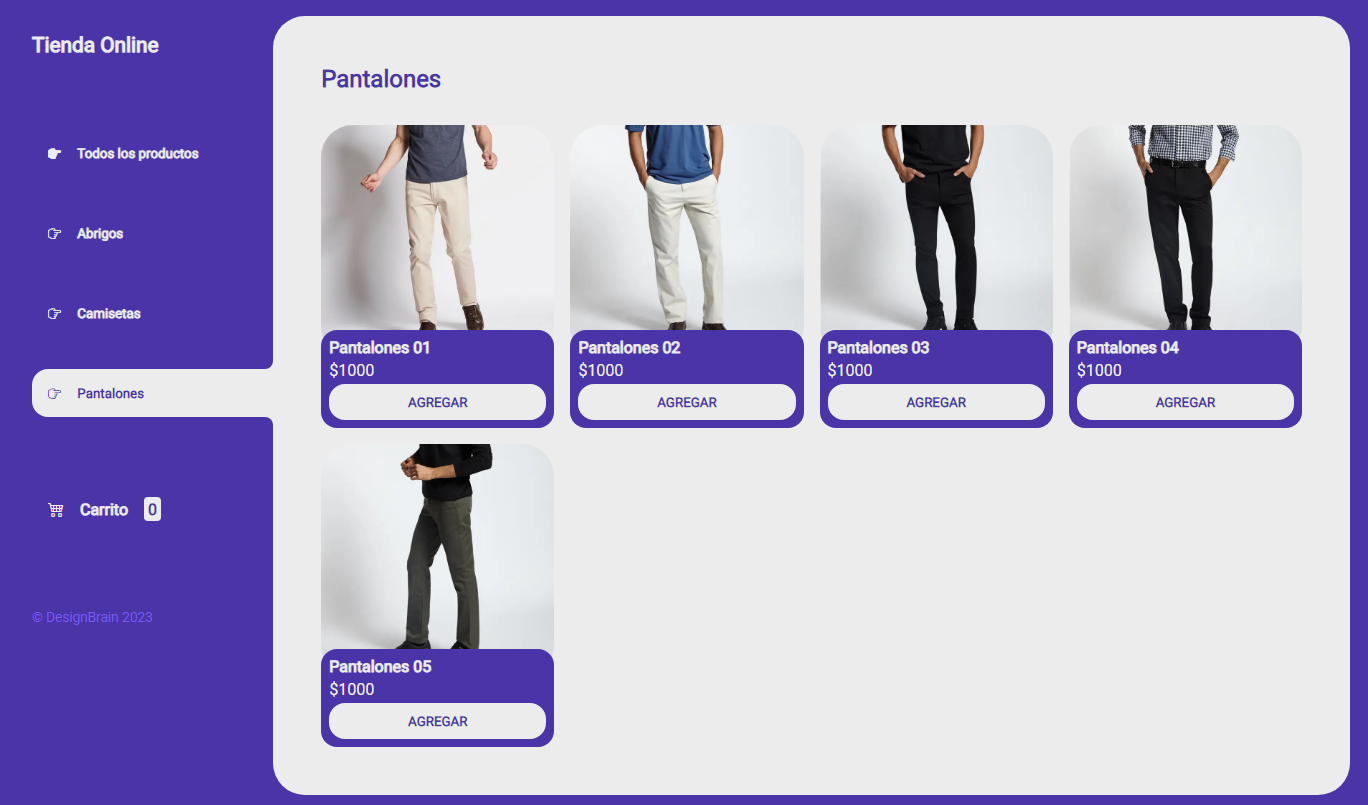 Tienda Online
Todos los productos
Abrigos
Camisetas
Pantalones
Carrito 0
© DesignBrain 2023
Pantalones
Pantalones 01
$1000
AGREGAR
Pantalones 02
$1000
AGREGAR
Pantalones 03
$1000
AGREGAR
Pantalones 04
$1000
AGREGAR
Pantalones 05
$1000
AGREGAR